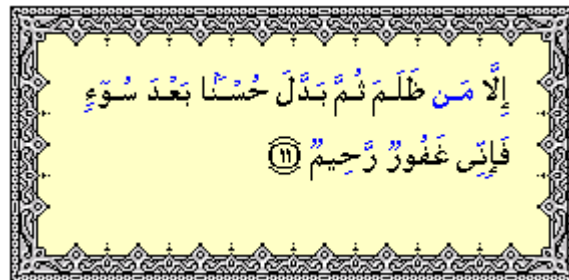 إِلَّا مَن ظَلَمَ ثُمَّ بَدَّلَ حُسْنًۢا بَعْدَ سُوٓءٍ
فَإِنِّى غَفُورٌ رَّحِيمٌ ١١